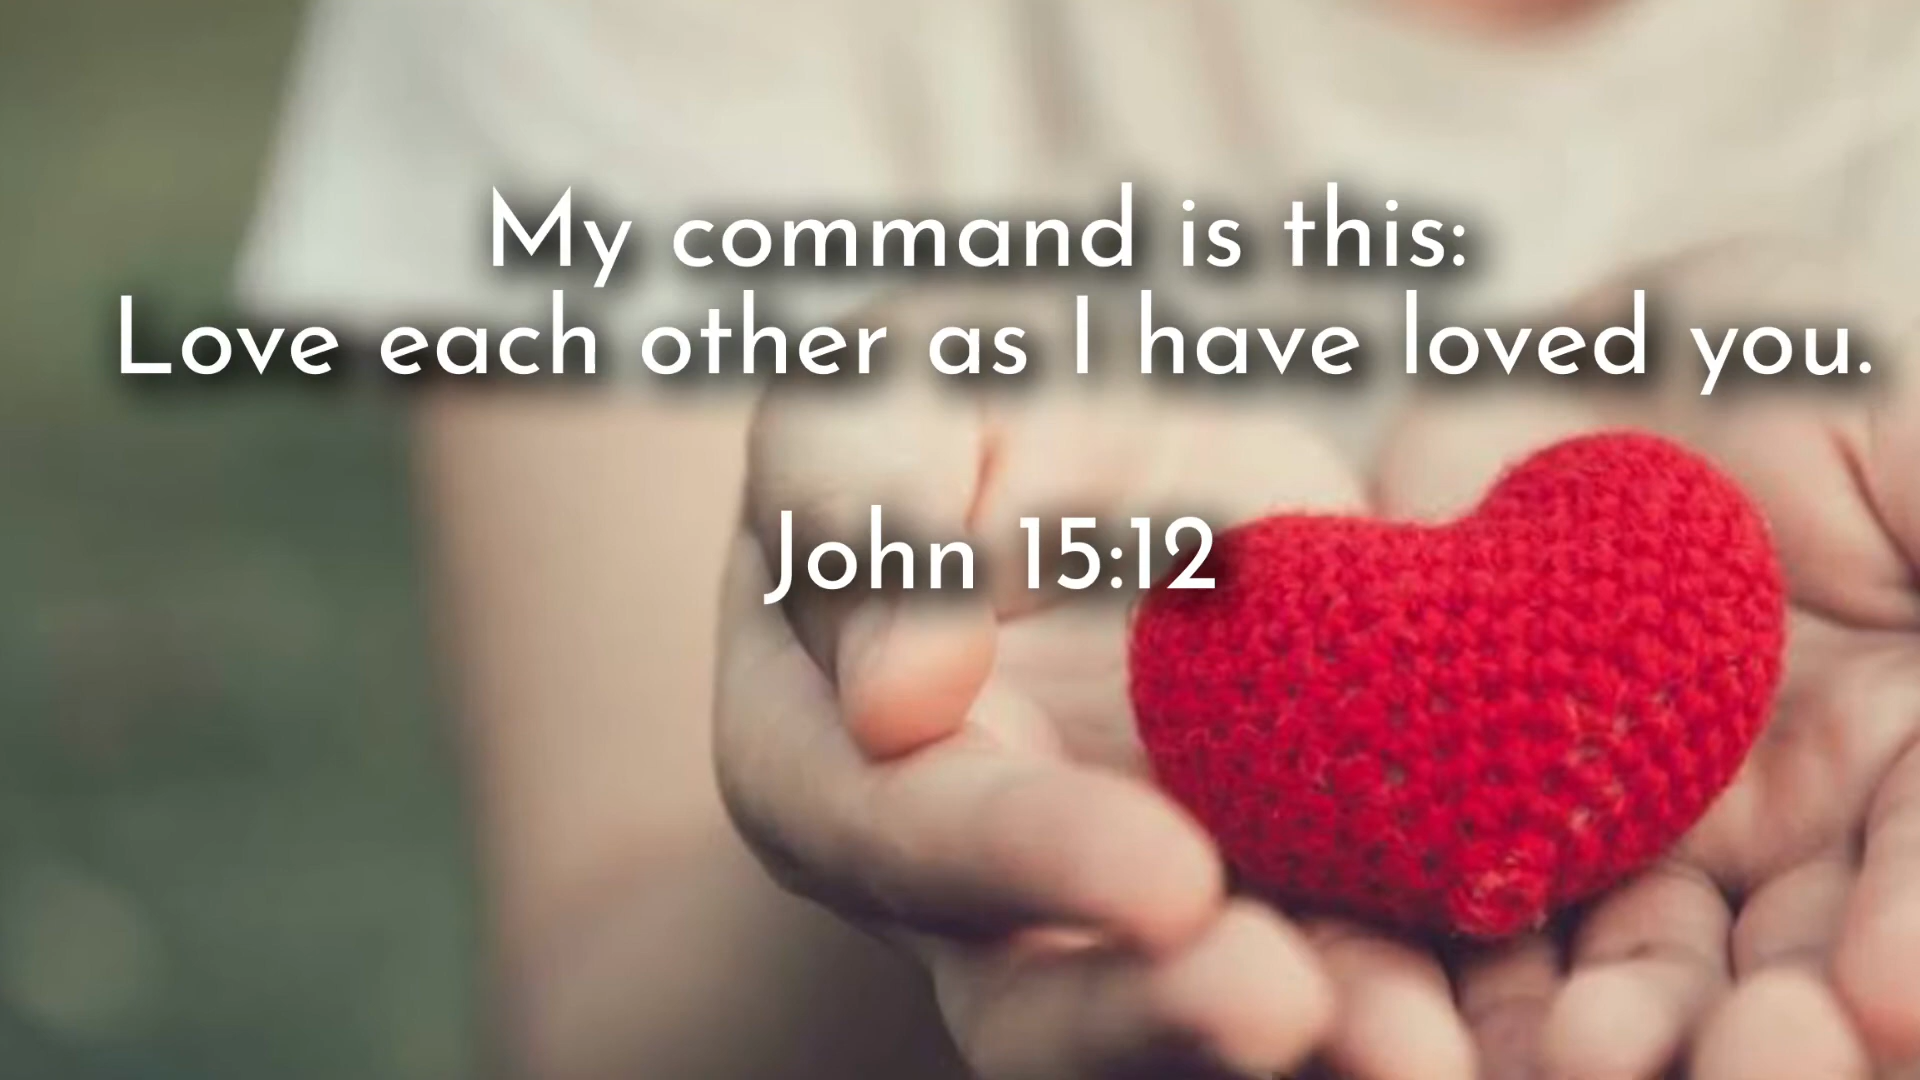 My command is this:
Love each other as I have loved you.
John 15:12